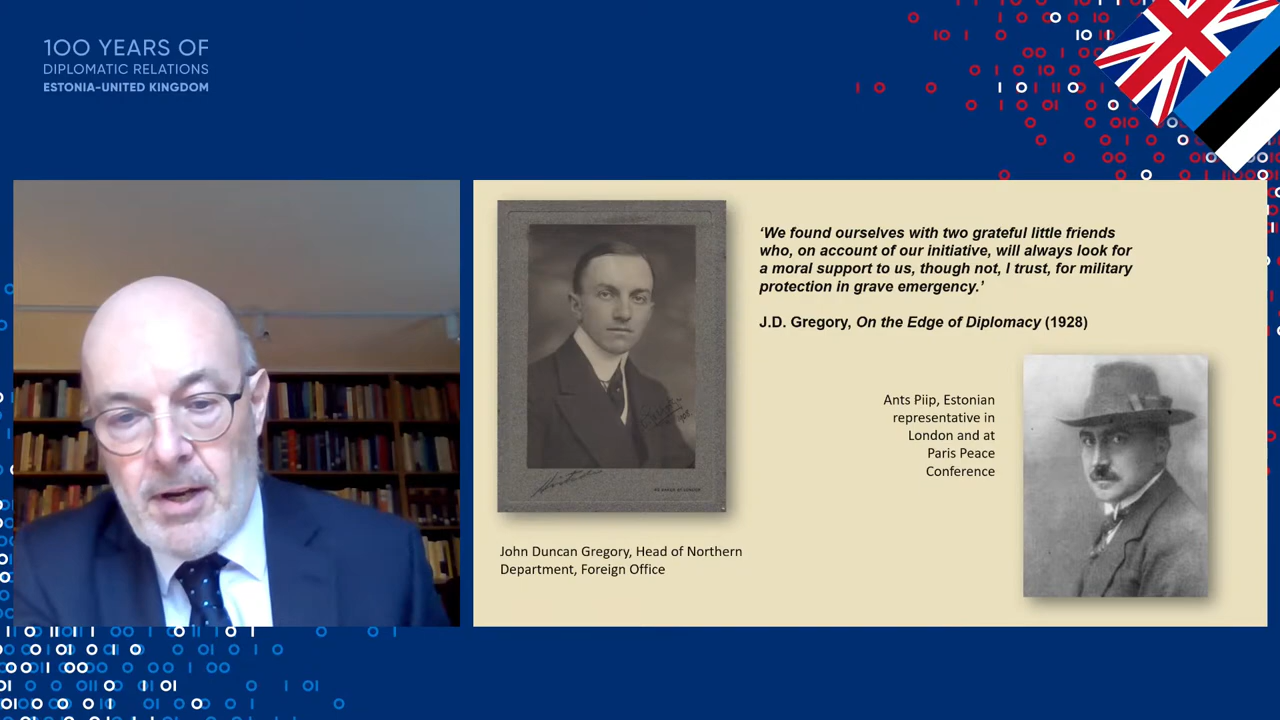 100 YEARS OF
DIPLOMATIC RELATIONS
ESTONIA-UNITED KINGDOM
‘We found ourselves with two grateful little friends
who, on account of our initiative, will always look for
a moral support to us, though not, I trust, for military
protection in grave emergency.’
J.D. Gregory, On the Edge of Diplomacy (1928)
Ants Piip, Estonian
representative in
London and at
Paris Peace
Conference
John Duncan Gregory, Head of Northern
Department, Foreign Office